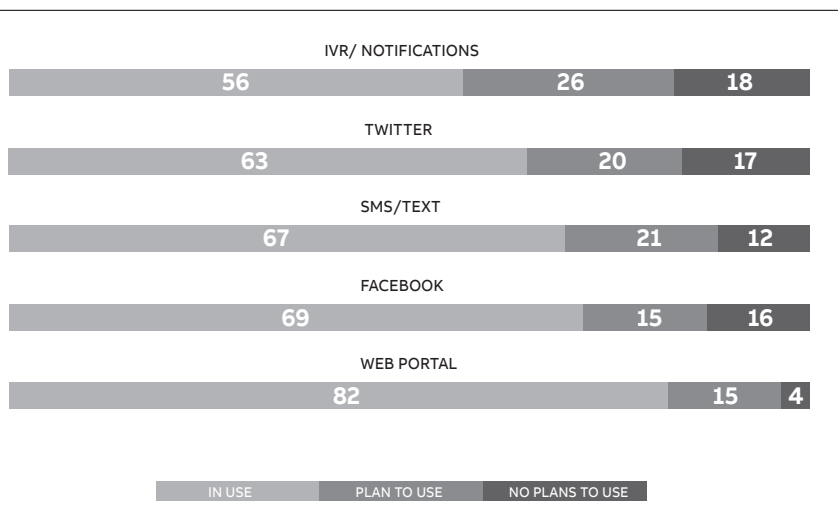 IVR/ NOTIFICATIONS
56 26 18
TWITTER
63 20 17
SMS/TEXT
67 21 12
FACEBOOK
69 15 16
WEB PORTAL
82 15 4
IN USE PLAN TO USE NO PLANS TO USE